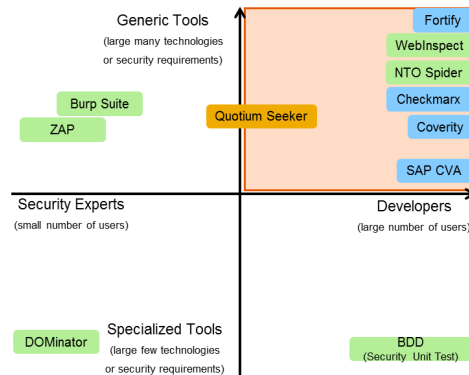 Generic Tools
(large many technologies
or security requirements)
Fortify
WebInspect
NTO Spider
Checkmarx
Coverity
SAP CVA
Burp Suite
ZAP
Quotium Seeker
Security Experts
(small number of users)
Developers
(large number of users)
DOMinator
Specialized Tools
(large few technologies
or security requirements)
BDD
(Security Unit Test)